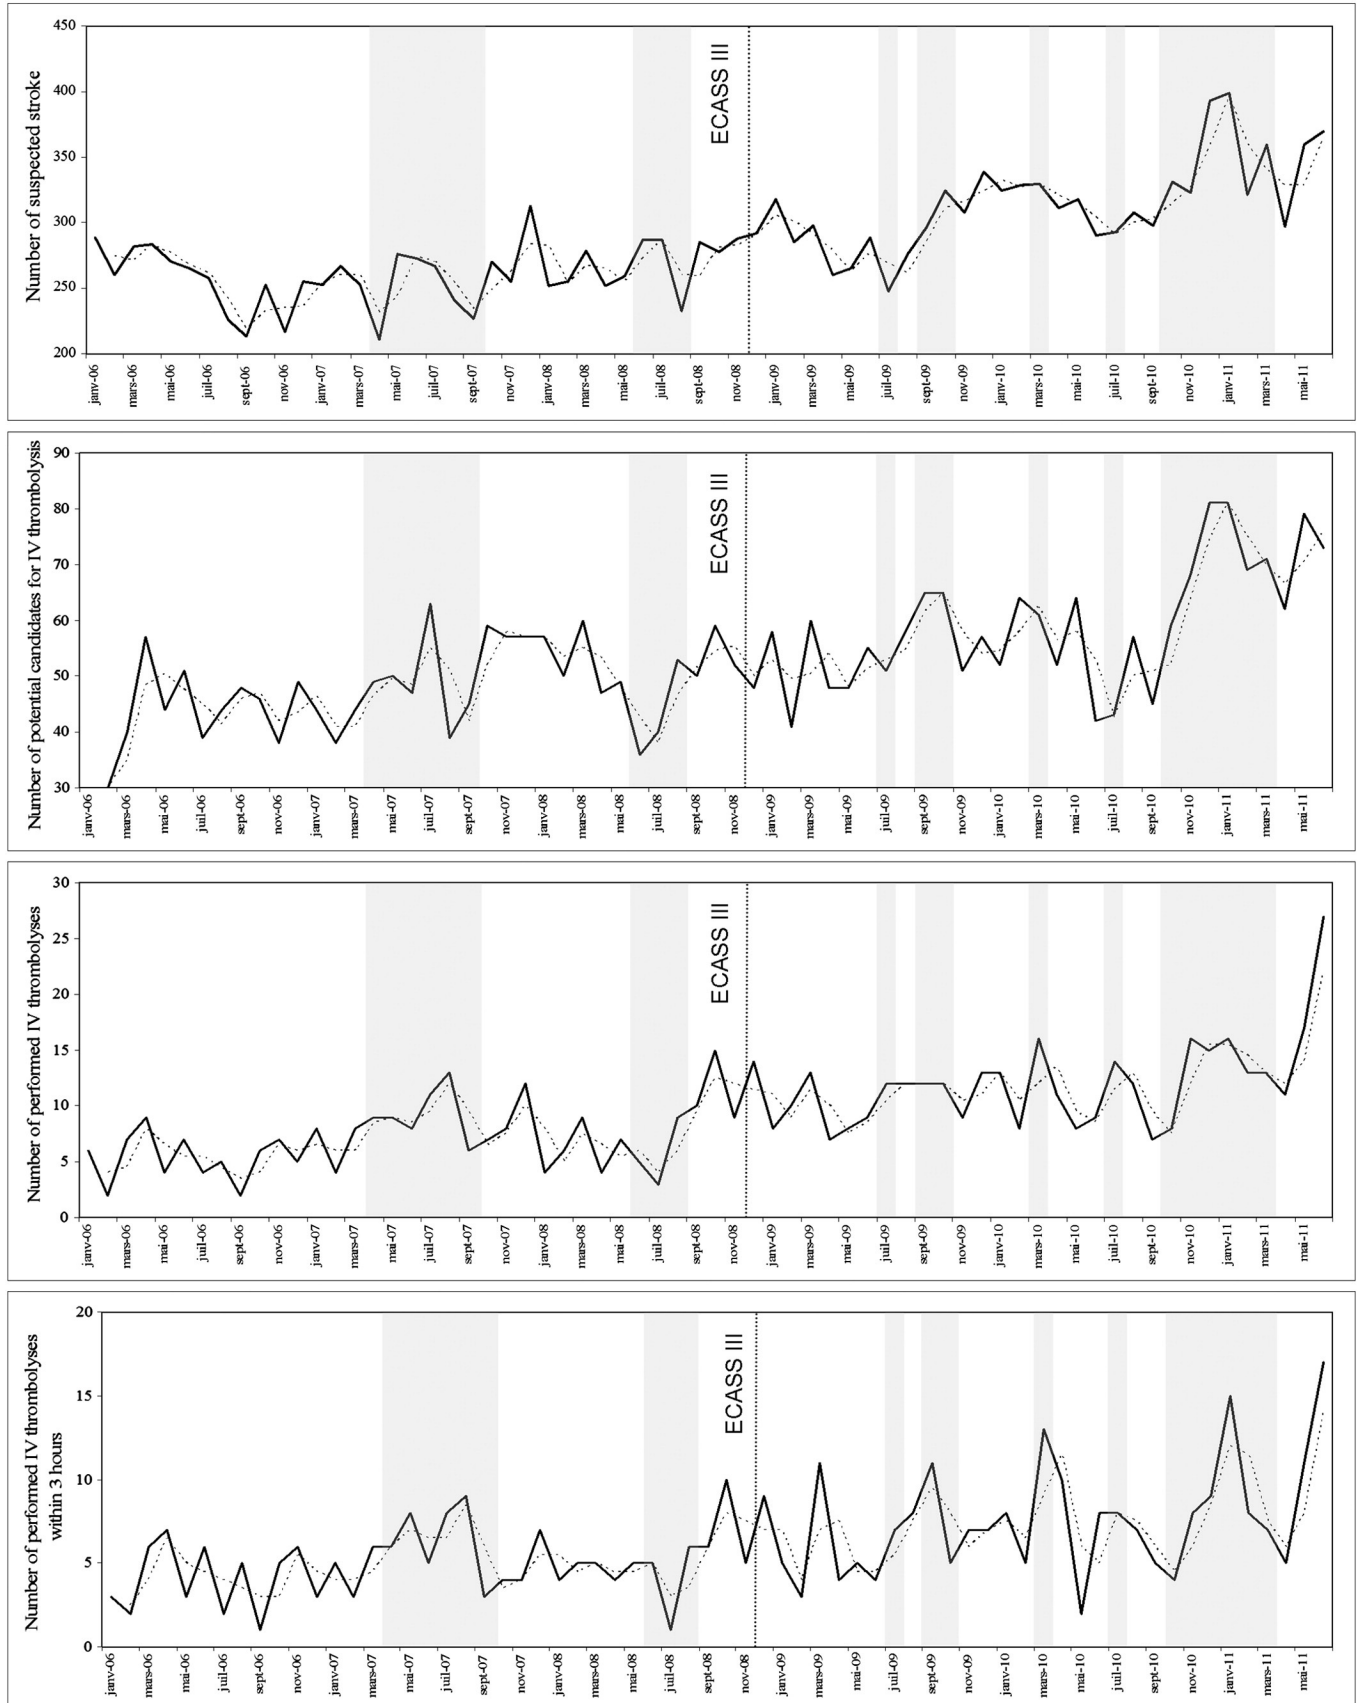 Number of suspected stroke
450
400
350
300
250
200
ECASS III
janv-06
mars-06
mai-06
juil-06
sept-06
nov-06
janv-07
mars-07
mai-07
juil-07
sept-07
nov-07
janv-08
mars-08
mai-08
juil-08
sept-08
nov-08
janv-09
mars-09
mai-09
juil-09
sept-09
nov-09
janv-10
mars-10
mai-10
juil-10
sept-10
nov-10
janv-11
mars-11
mai-11
Number of potential candidates for IV thrombolysis
90
80
70
60
50
40
30
ECASS III
janv-06
mars-06
mai-06
juil-06
sept-06
nov-06
janv-07
mars-07
mai-07
juil-07
sept-07
nov-07
janv-08
mars-08
mai-08
juil-08
sept-08
nov-08
janv-09
mars-09
mai-09
juil-09
sept-09
nov-09
janv-10
mars-10
mai-10
juil-10
sept-10
nov-10
janv-11
mars-11
mai-11
Number of performed IV thrombolyses
30
25
20
15
10
5
0
ECASS III
janv-06
mars-06
mai-06
juil-06
sept-06
nov-06
janv-07
mars-07
mai-07
juil-07
sept-07
nov-07
janv-08
mars-08
mai-08
juil-08
sept-08
nov-08
janv-09
mars-09
mai-09
juil-09
sept-09
nov-09
janv-10
mars-10
mai-10
juil-10
sept-10
nov-10
janv-11
mars-11
mai-11
Number of performed IV thrombolyses
within 3 hours
20
15
10
5
0
ECASS III
janv-06
mars-06
mai-06
juil-06
sept-06
nov-06
janv-07
mars-07
mai-07
juil-07
sept-07
nov-07
janv-08
mars-08
mai-08
juil-08
sept-08
nov-08
janv-09
mars-09
mai-09
juil-09
sept-09
nov-09
janv-10
mars-10
mai-10
juil-10
sept-10
nov-10
janv-11
mars-11
mai-11